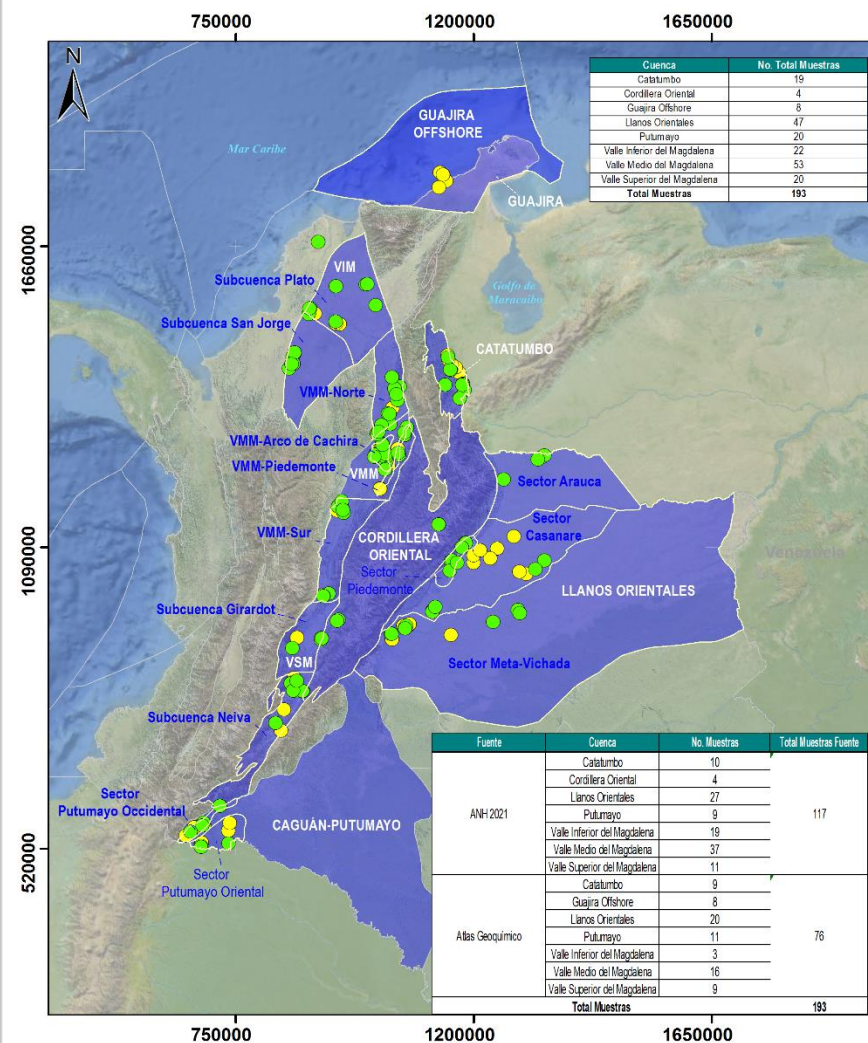 750000 1200000 1650000
N
Cuenca No. Total Muestras
Catatumbo 19
Cordillera Oriental 4
Guajira Offshore 8
Llanos Orientales 47
Putumayo 20
Valle Inferior del Magdalena 22
Valle Medio del Magdalena 53
Valle Superior del Magdalena 20
Total Muestras 193
GUAJIRA
OFFSHORE
Mar Caribe
GUAJIRA
1660000
1660000
VIM
Subcuenca Plato
Golfo de
Maracaibo
Subcuenca San Jorge
CATATUMBO
VMM-Norte
VMM-Arco de Cachira
VMM-Piedemonte
VMM
Sector Arauca
VMM-Sur
Sector
Casanare
CORDILLERA
ORIENTAL
1090000
Venezuela
1090000
Sector
Piedemonte
LLANOS ORIENTALES
Subcuenca Girardot
VSM
Sector Meta-Vichada
Subcuenca Neiva
Sector
Putumayo Occidental
CAGUÁN-PUTUMAYO
520000
520000
Sector
Putumayo Oriental
Fuente Cuenca No. Muestras Total Muestras Fuente
ANH 2021 117
Catatumbo 10
Cordillera Oriental 4
Llanos Orientales 27
Putumayo 9
Valle Inferior del Magdalena 19
Valle Medio del Magdalena 37
Valle Superior del Magdalena 11
Atlas Geoquímico 76
Catatumbo 9
Guajira Offshore 8
Llanos Orientales 20
Putumayo 11
Valle Inferior del Magdalena 3
Valle Medio del Magdalena 16
Valle Superior del Magdalena 9
Total Muestras 193
750000 1200000 1650000